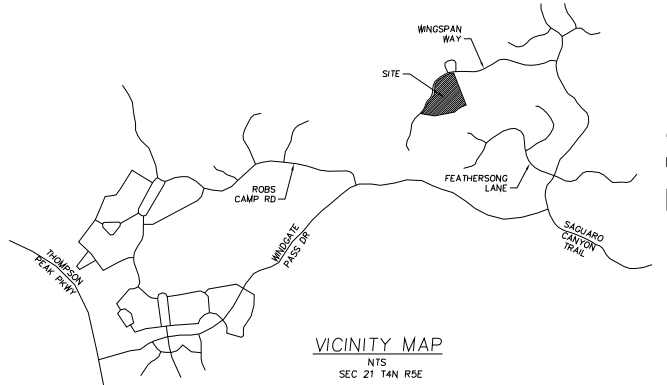 WINGSPAN
WAY
SITE
ROBS
CAMP RD
FEATHERSONG
LANE
SAGUARO
CANYON
TRAIL
WINDGATE
PASS DR
THOMPSON
PEAK PKWY
VICINITY MAP
NTS
SEC 21 T4N R5E